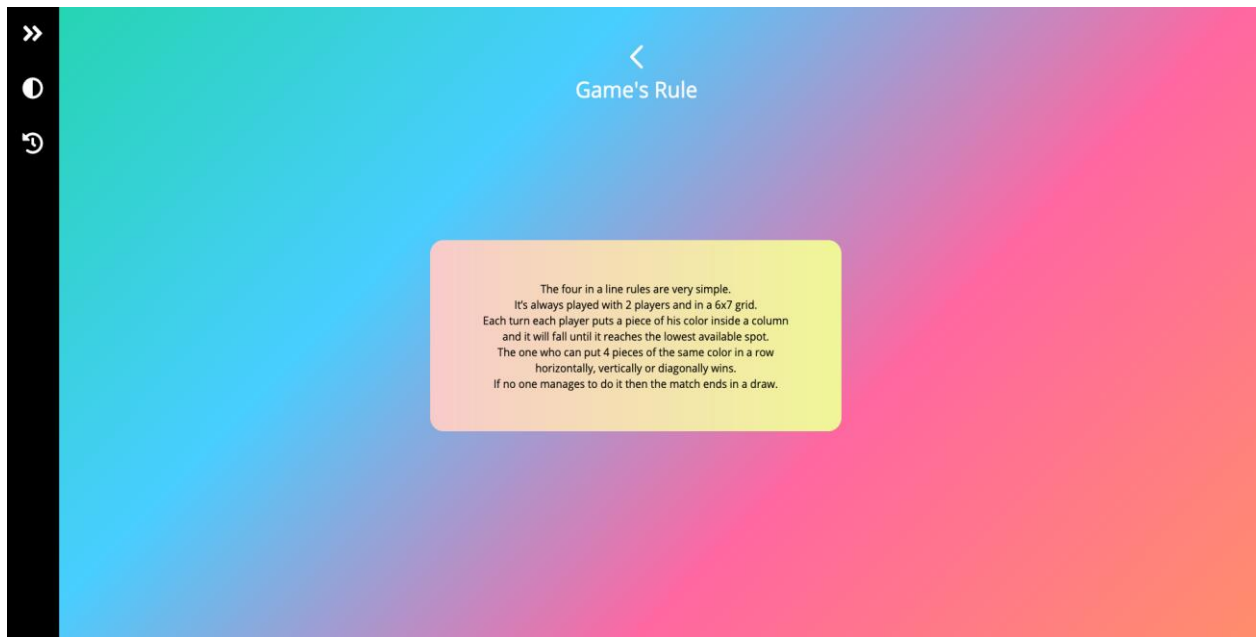 Game's Rule
The four in a line rules are very simple.
It's always played with 2 players and in a 6x7 grid.
Each turn each player puts a piece of his color inside a column
and it will fall until it reaches the lowest available spot.
The one who can put 4 pieces of the same color in a row
horizontally, vertically or diagonally wins.
If no one manages to do it then the match ends in a draw.